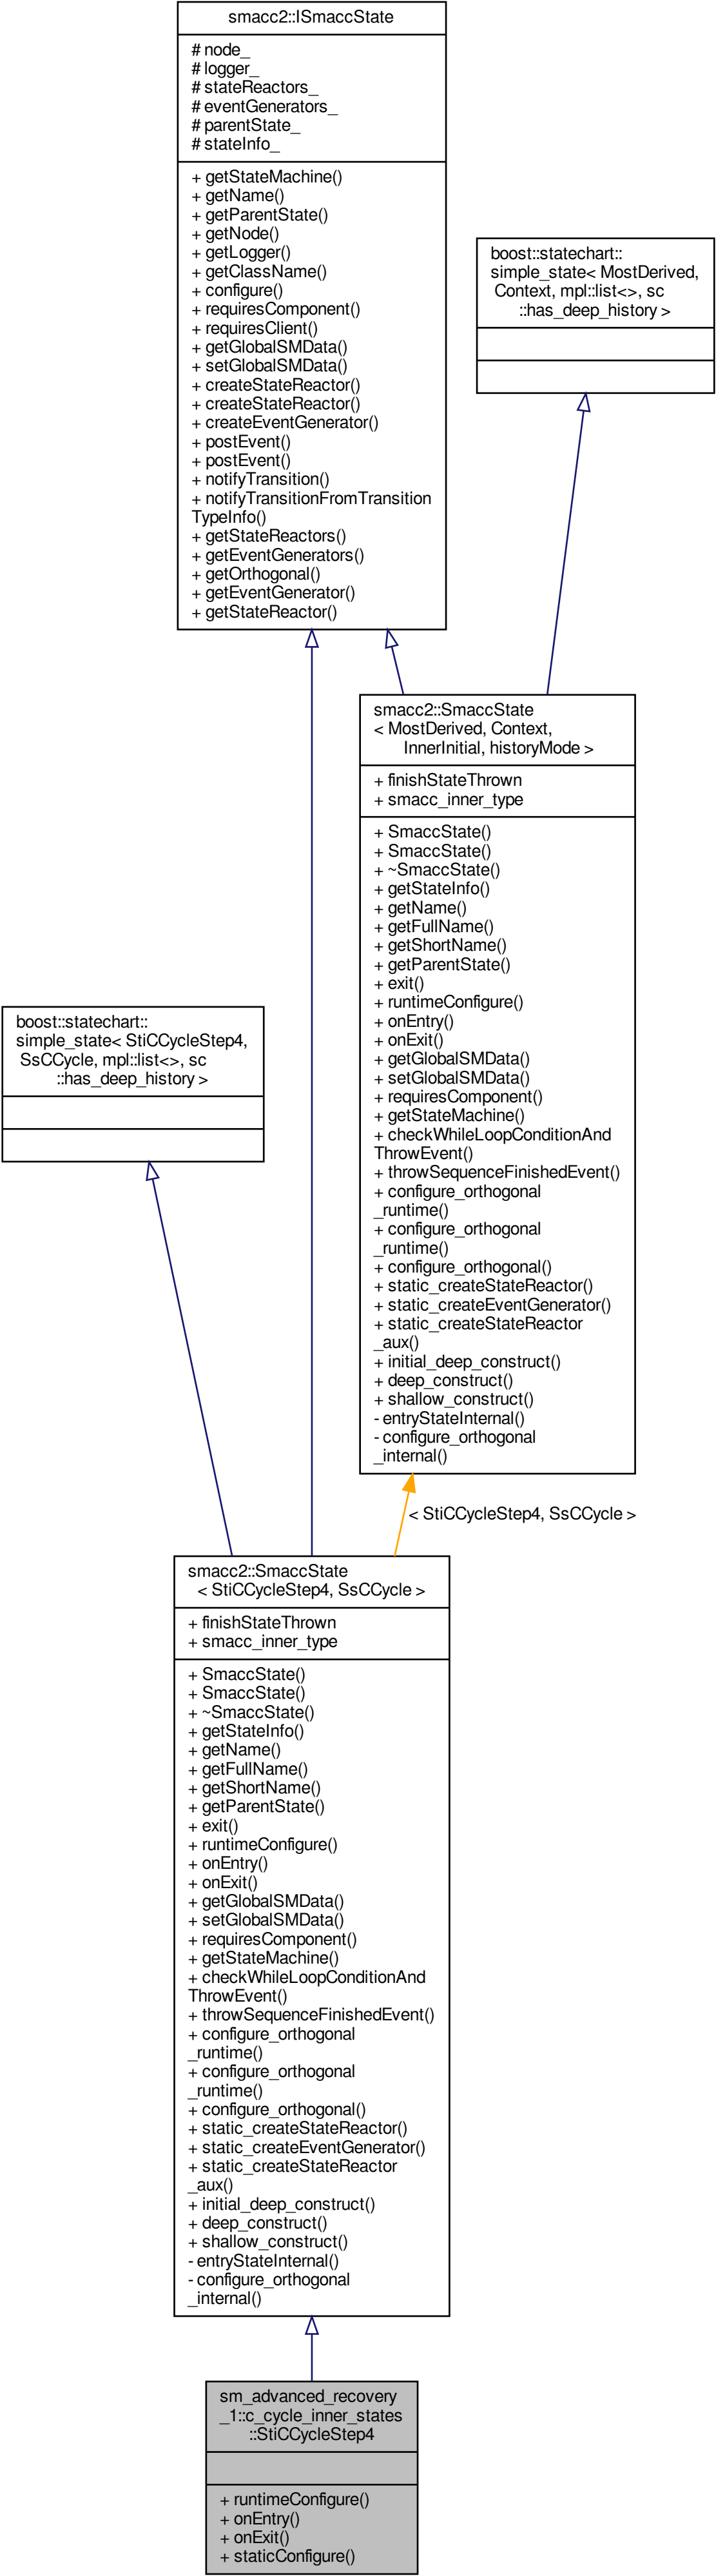 smacc2::ISmaccState
# node_
# logger_
# stateReactors_
# eventGenerators_
# parentState_
# stateInfo_
+ getStateMachine()
+ getName()
+ getParentState()
+ getNode()
+ getLogger()
+ getClassName()
+ configure()
+ requiresComponent()
+ requiresClient()
+ getGlobalSMData()
+ setGlobalSMData()
+ createStateReactor()
+ createStateReactor()
+ createEventGenerator()
+ postEvent()
+ postEvent()
+ notifyTransition()
+ notifyTransitionFromTransition
TypeInfo()
+ getStateReactors()
+ getEventGenerators()
+ getOrthogonal()
+ getEventGenerator()
+ getStateReactor()
boost::statechart::
simple_state< MostDerived,
Context, mpl::list<>, sc
::has_deep_history >
smacc2::SmaccState
< MostDerived, Context,
InnerInitial, historyMode >
+ finishStateThrown
+ smacc_inner_type
+ SmaccState()
+ SmaccState()
+ ~SmaccState()
+ getStateInfo()
+ getName()
+ getFullName()
+ getShortName()
+ getParentState()
+ exit()
+ runtimeConfigure()
+ onEntry()
+ onExit()
+ getGlobalSMData()
+ setGlobalSMData()
+ requiresComponent()
+ getStateMachine()
+ checkWhileLoopConditionAnd
ThrowEvent()
+ throwSequenceFinishedEvent()
+ configure_orthogonal
_runtime()
+ configure_orthogonal
_runtime()
+ configure_orthogonal()
+ static_createStateReactor()
+ static_createEventGenerator()
+ static_createStateReactor
_aux()
+ initial_deep_construct()
+ deep_construct()
+ shallow_construct()
- entryStateInternal()
- configure_orthogonal
_internal()
boost::statechart::
simple_state< StiCCycleStep4,
SsCCycle, mpl::list<>, sc
::has_deep_history >
< StiCCycleStep4, SsCCycle >
smacc2::SmaccState
< StiCCycleStep4, SsCCycle >
+ finishStateThrown
+ smacc_inner_type
+ SmaccState()
+ SmaccState()
+ ~SmaccState()
+ getStateInfo()
+ getName()
+ getFullName()
+ getShortName()
+ getParentState()
+ exit()
+ runtimeConfigure()
+ onEntry()
+ onExit()
+ getGlobalSMData()
+ setGlobalSMData()
+ requiresComponent()
+ getStateMachine()
+ checkWhileLoopConditionAnd
ThrowEvent()
+ throwSequenceFinishedEvent()
+ configure_orthogonal
_runtime()
+ configure_orthogonal
_runtime()
+ configure_orthogonal()
+ static_createStateReactor()
+ static_createEventGenerator()
+ static_createStateReactor
_aux()
+ initial_deep_construct()
+ deep_construct()
+ shallow_construct()
- entryStateInternal()
- configure_orthogonal
_internal()
sm_advanced_recovery
_1::c_cycle_inner_states
::StiCCycleStep4
+ runtimeConfigure()
+ onEntry()
+ onExit()
+ staticConfigure()